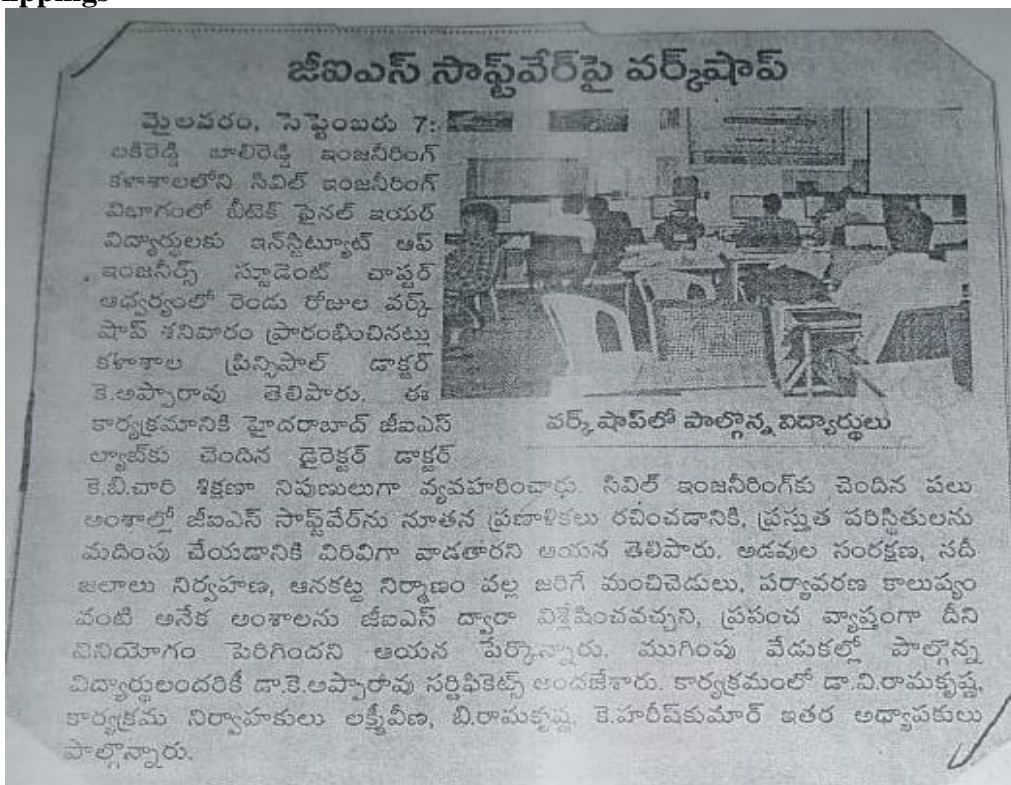 lippings
జీఐఎస్ సాఫ్ట్‌వేర్‌పై వర్క్‌షాప్
మైలవరం, సెప్టెంబరు 7:
లకిరెడ్డి బాలిరెడ్డి ఇంజనీరింగ్
కళాశాలలోని సివిల్ ఇంజనీరింగ్
విభాగంలో బీటెక్ ఫైనల్ ఇయర్
విద్యార్థులకు ఇన్‌స్టిట్యూట్ ఆఫ్
ఇంజనీర్స్ స్టూడెంట్ చాప్టర్
ఆధ్వర్యంలో రెండు రోజుల వర్క్
షాప్ శనివారం ప్రారంభించినట్లు
కళాశాల ప్రిన్సిపాల్ డాక్టర్
కె.అప్పారావు తెలిపారు. ఈ
కార్యక్రమానికి హైదరాబాద్ జీఐఎస్
ల్యాబ్‌కు చెందిన డైరెక్టర్ డాక్టర్
వర్క్ షాప్‌లో పాల్గొన్న విద్యార్థులు
కె.బి.చారి శిక్షణా నిపుణులుగా వ్యవహరించారు. సివిల్ ఇంజనీరింగ్‌కు చెందిన పలు
అంశాల్లో జీఐఎస్ సాఫ్ట్‌వేర్‌ను నూతన ప్రణాళికలు రచించడానికి, ప్రస్తుత పరిస్థితులను
మదింపు చేయడానికి విరివిగా వాడతారని ఆయన తెలిపారు. అడవుల సంరక్షణ, నదీ
జలాలు నిర్వహణ, ఆనకట్ట నిర్మాణం వల్ల జరిగే మంచిచెడులు, పర్యావరణ కాలుష్యం
వంటి అనేక అంశాలను జీఐఎస్ ద్వారా విశ్లేషించవచ్చని, ప్రపంచ వ్యాప్తంగా దీని
వినియోగం పెరిగిందని ఆయన పేర్కొన్నారు. ముగింపు వేడుకల్లో పాల్గొన్న
విద్యార్థులందరికీ డా.కె.అప్పారావు సర్టిఫికెట్స్ అందజేశారు. కార్యక్రమంలో డా.వి.రామకృష్ణ,
కార్యక్రమ నిర్వాహకులు లక్ష్మీవీణ, బి.రామకృష్ణ, కె.హరీష్‌కుమార్ ఇతర అధ్యాపకులు
పాల్గొన్నారు.